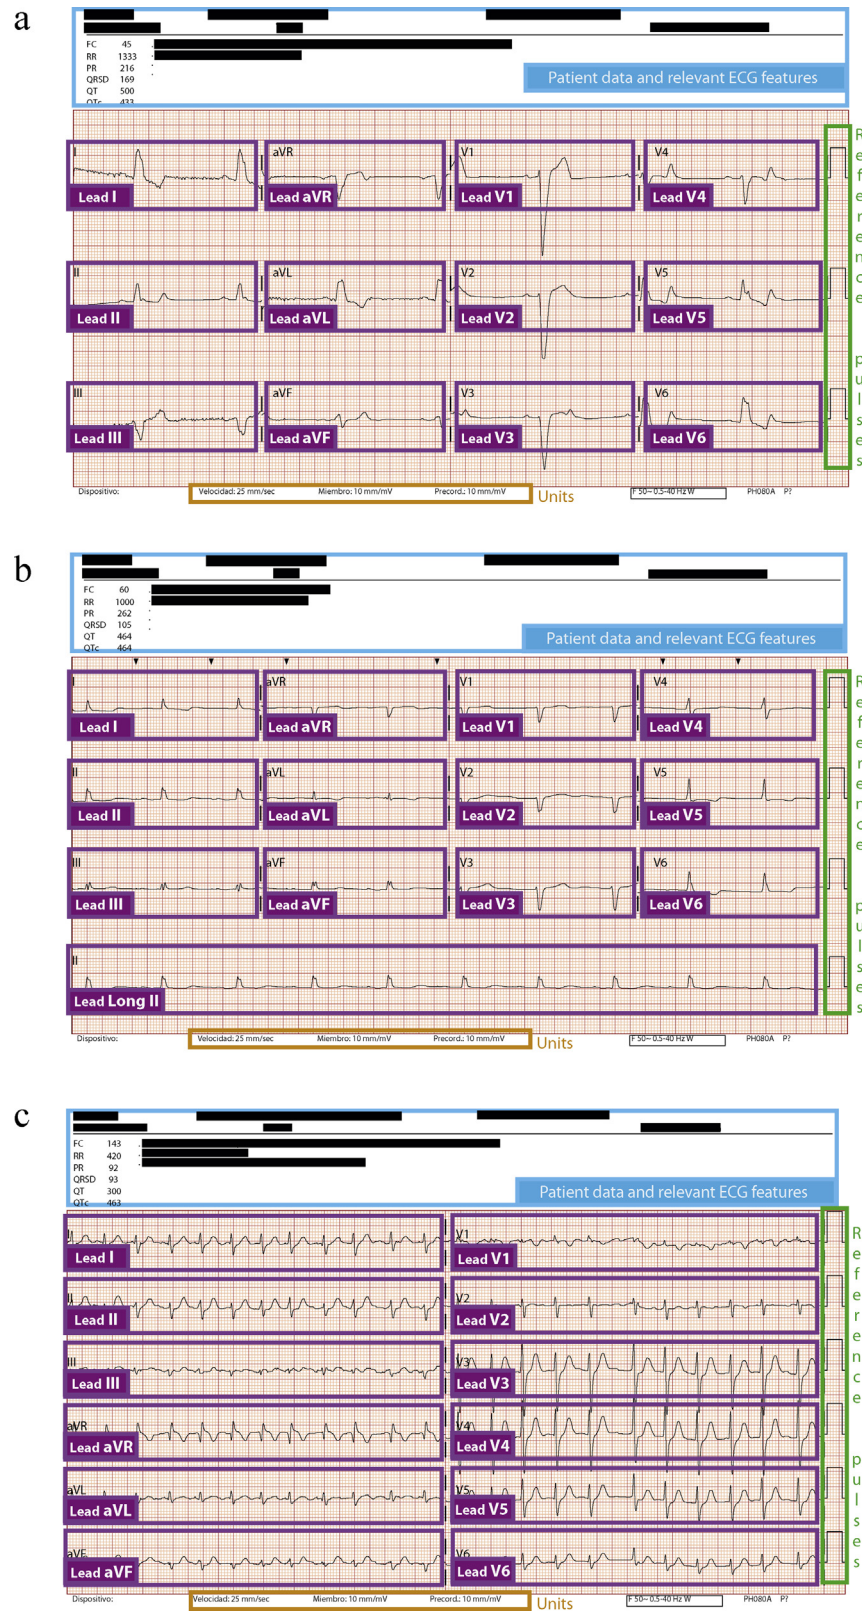 a
FC 45
RR 1333
PR 216
QRSD 169
QT 500
QTc 433
Patient data and relevant ECG features
I aVR V1 V4
Lead I Lead aVR Lead V1 Lead V4
II aVL V2 V5
Lead II Lead aVL Lead V2 Lead V5
III aVF V3 V6
Lead III Lead aVF Lead V3 Lead V6
Reference pulses
Dispositivo: Velocidad: 25 mm/sec Miembro: 10 mm/mV Precord.: 10 mm/mV Units F 50~ 0.5-40 Hz W PH080A P?
b
FC 60
RR 1000
PR 262
QRSD 105
QT 464
QTc 464
Patient data and relevant ECG features
I aVR V1 V4
Lead I Lead aVR Lead V1 Lead V4
II aVL V2 V5
Lead II Lead aVL Lead V2 Lead V5
III aVF V3 V6
Lead III Lead aVF Lead V3 Lead V6
II
Lead Long II
Reference pulses
Dispositivo: Velocidad: 25 mm/sec Miembro: 10 mm/mV Precord.: 10 mm/mV Units F 50~ 0.5-40 Hz W PH080A P?
c
FC 143
RR 420
PR 92
QRSD 93
QT 300
QTc 463
Patient data and relevant ECG features
I V1
Lead I Lead V1
II V2
Lead II Lead V2
III V3
Lead III Lead V3
aVR V4
Lead aVR Lead V4
aVL V5
Lead aVL Lead V5
aVF V6
Lead aVF Lead V6
Reference pulses
Dispositivo: Velocidad: 25 mm/sec Miembro: 10 mm/mV Precord.: 10 mm/mV Units F 50~ 0.5-40 Hz W PH080A P?